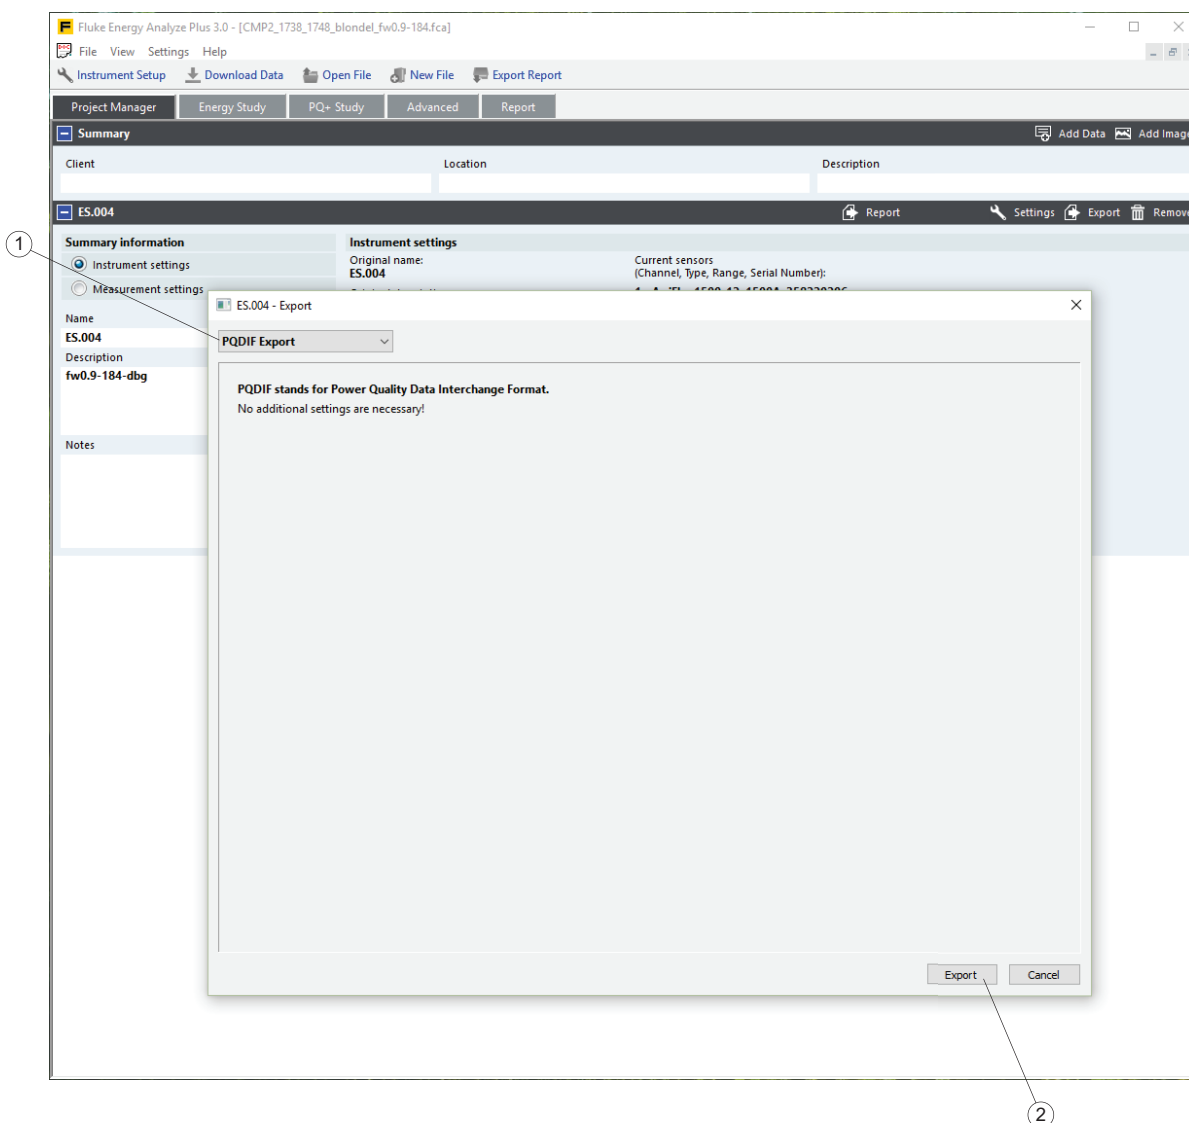 Fluke Energy Analyze Plus 3.0 - [CMP2_1738_1748_blondel_fw0.9-184.fca]
File View Settings Help
Instrument Setup Download Data Open File New File Export Report
Project Manager Energy Study PQ+ Study Advanced Report
Summary Add Data Add Image
Client Location Description
ES.004 Report Settings Export Remove
1
Summary information Instrument settings
Instrument settings Original name: Current sensors
ES.004 (Channel, Type, Range, Serial Number):
Measurement settings
ES.004 - Export
Name
ES.004 PQDIF Export
Description
fw0.9-184-dbg
PQDIF stands for Power Quality Data Interchange Format.
No additional settings are necessary!
Notes
Export Cancel
2